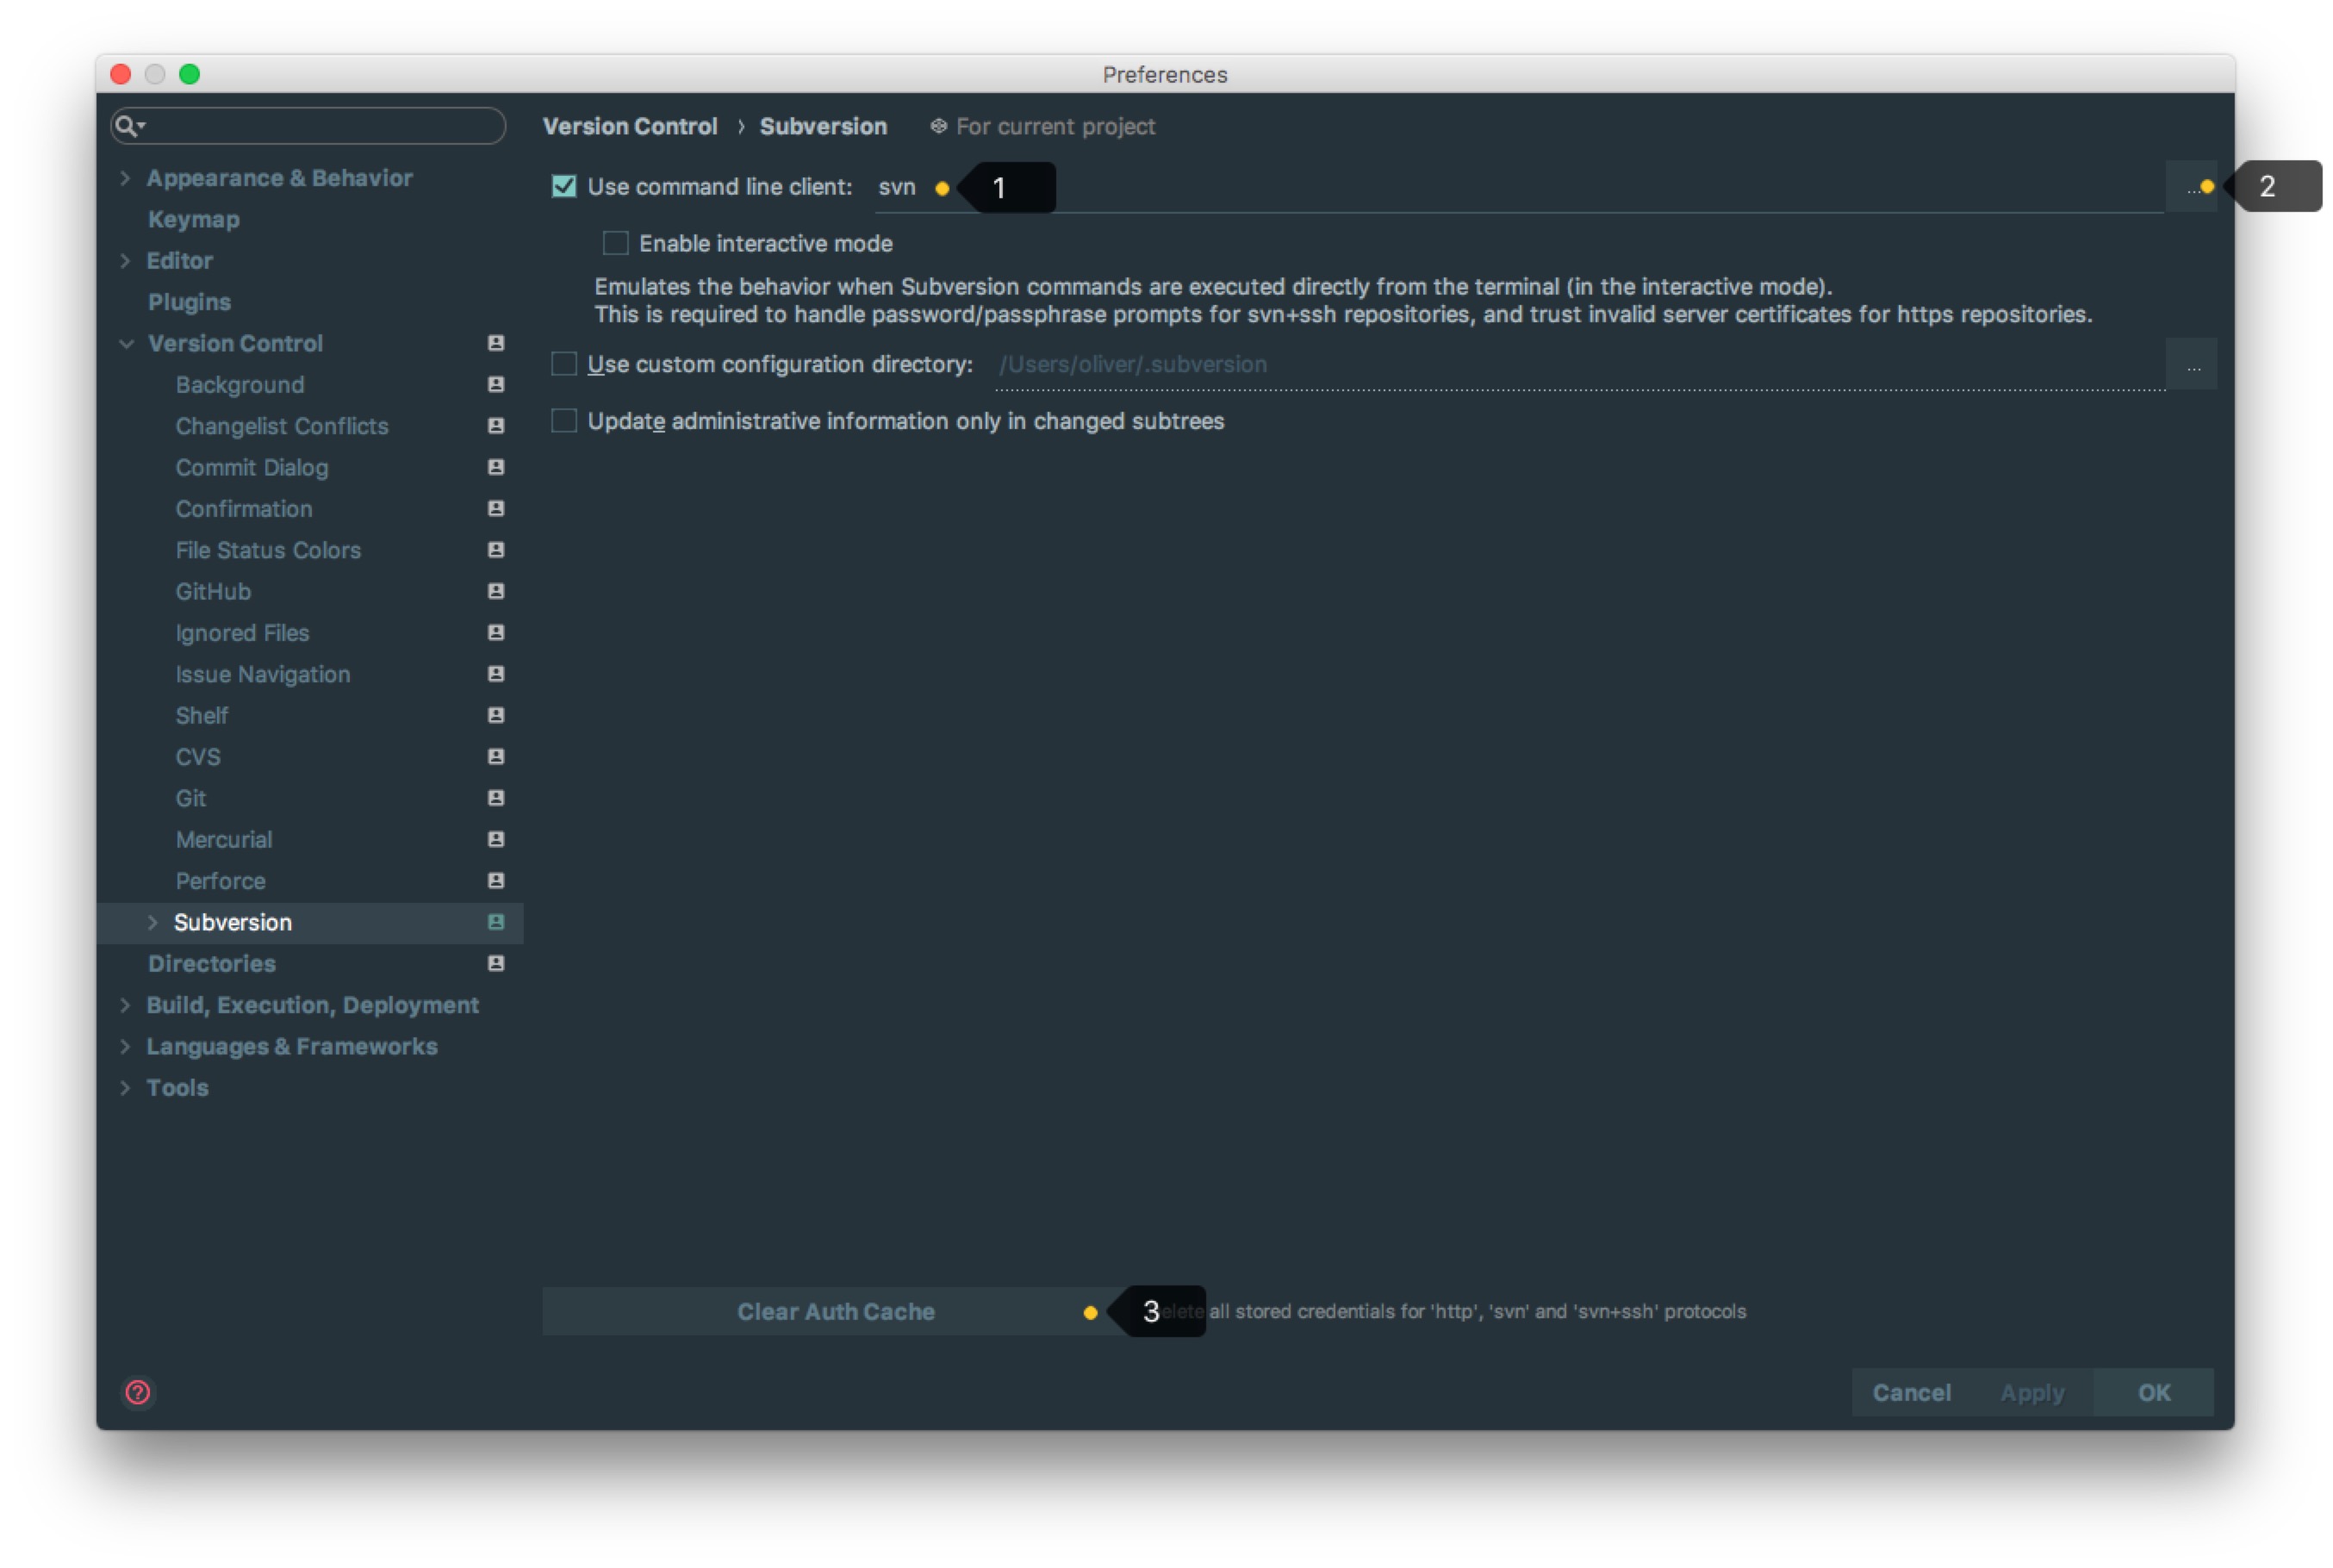 Preferences
Appearance & Behavior
Keymap
Editor
Plugins
Version Control
Background
Changelist Conflicts
Commit Dialog
Confirmation
File Status Colors
GitHub
Ignored Files
Issue Navigation
Shelf
CVS
Git
Mercurial
Perforce
Subversion
Directories
Build, Execution, Deployment
Languages & Frameworks
Tools
Version Control › Subversion For current project
Use command line client: svn 1 ... 2
Enable interactive mode
Emulates the behavior when Subversion commands are executed directly from the terminal (in the interactive mode).
This is required to handle password/passphrase prompts for svn+ssh repositories, and trust invalid server certificates for https repositories.
Use custom configuration directory: /Users/oliver/.subversion ...
Update administrative information only in changed subtrees
Clear Auth Cache 3 all stored credentials for 'http', 'svn' and 'svn+ssh' protocols
? Cancel Apply OK